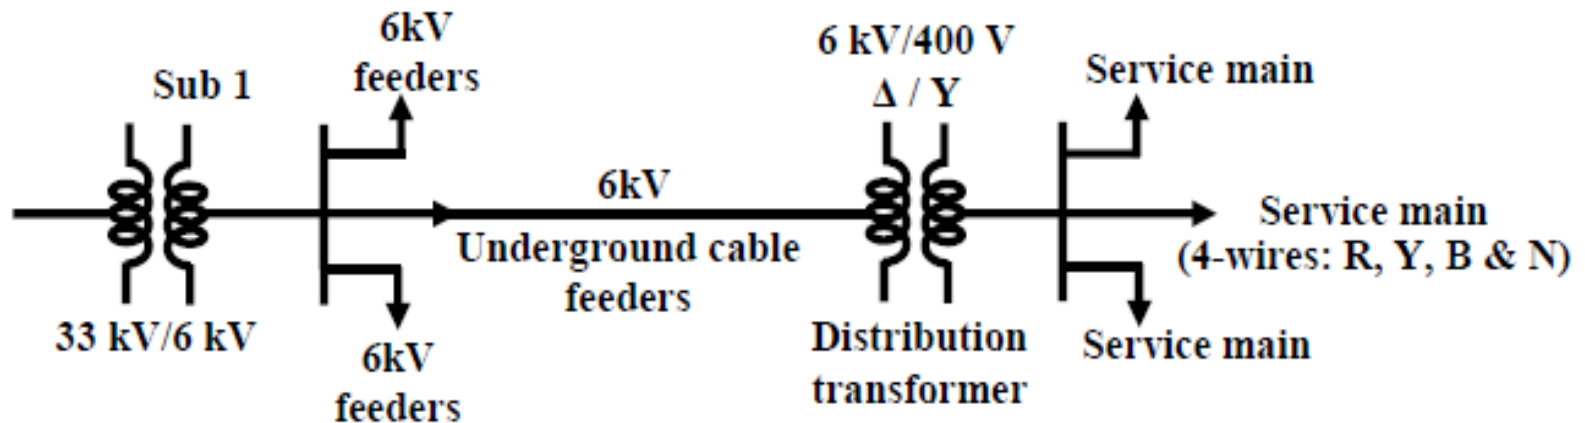 6kV
feeders
Sub 1
33 kV/6 kV
6kV
feeders
6kV
Underground cable
feeders
6 kV/400 V
Δ / Y
Distribution
transformer
Service main
Service main
(4-wires: R, Y, B & N)
Service main